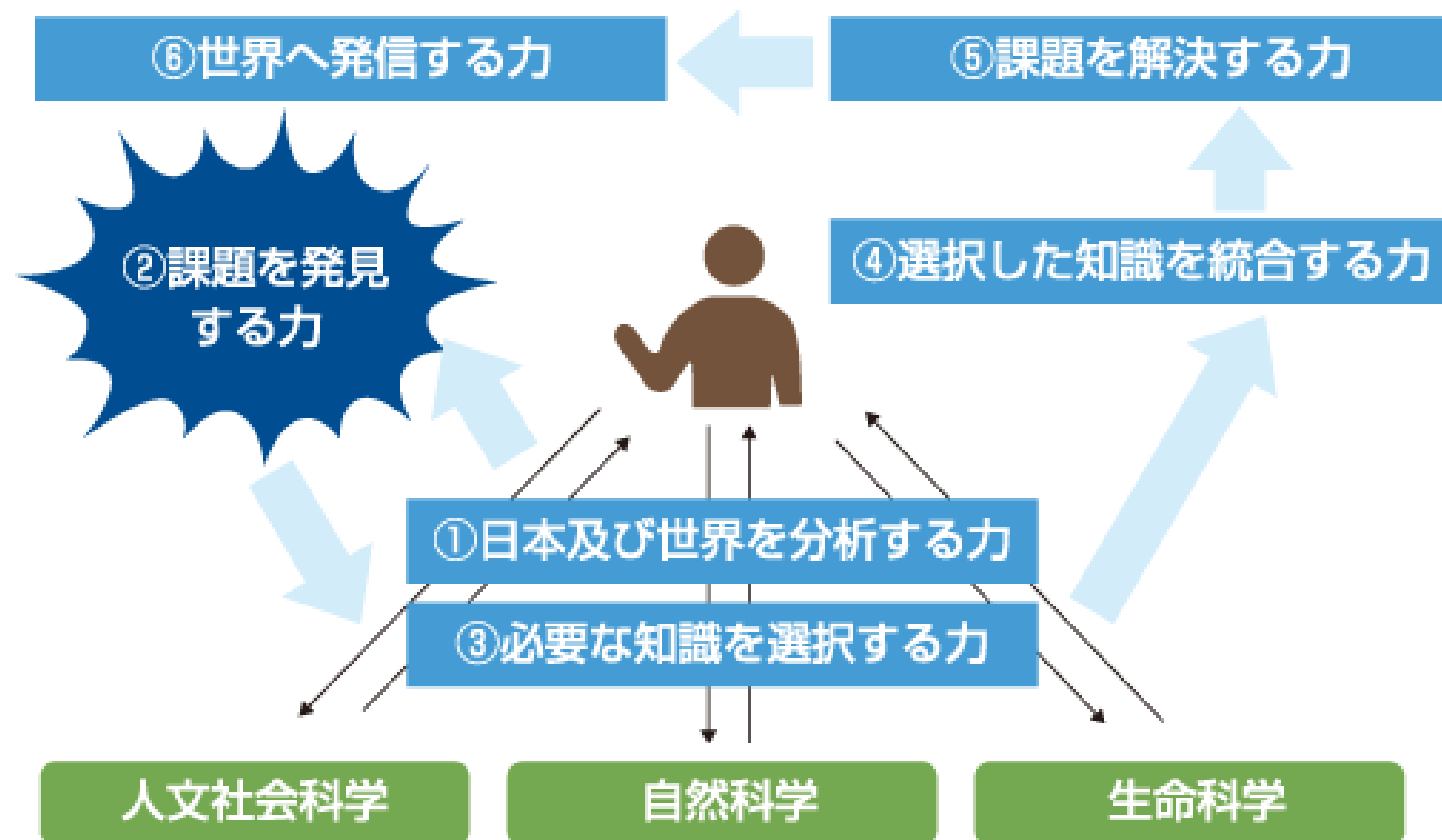 ⑥世界へ発信する力
⑤課題を解決する力
②課題を発見
する力
④選択した知識を統合する力
①日本及び世界を分析する力
③必要な知識を選択する力
人文社会科学
自然科学
生命科学